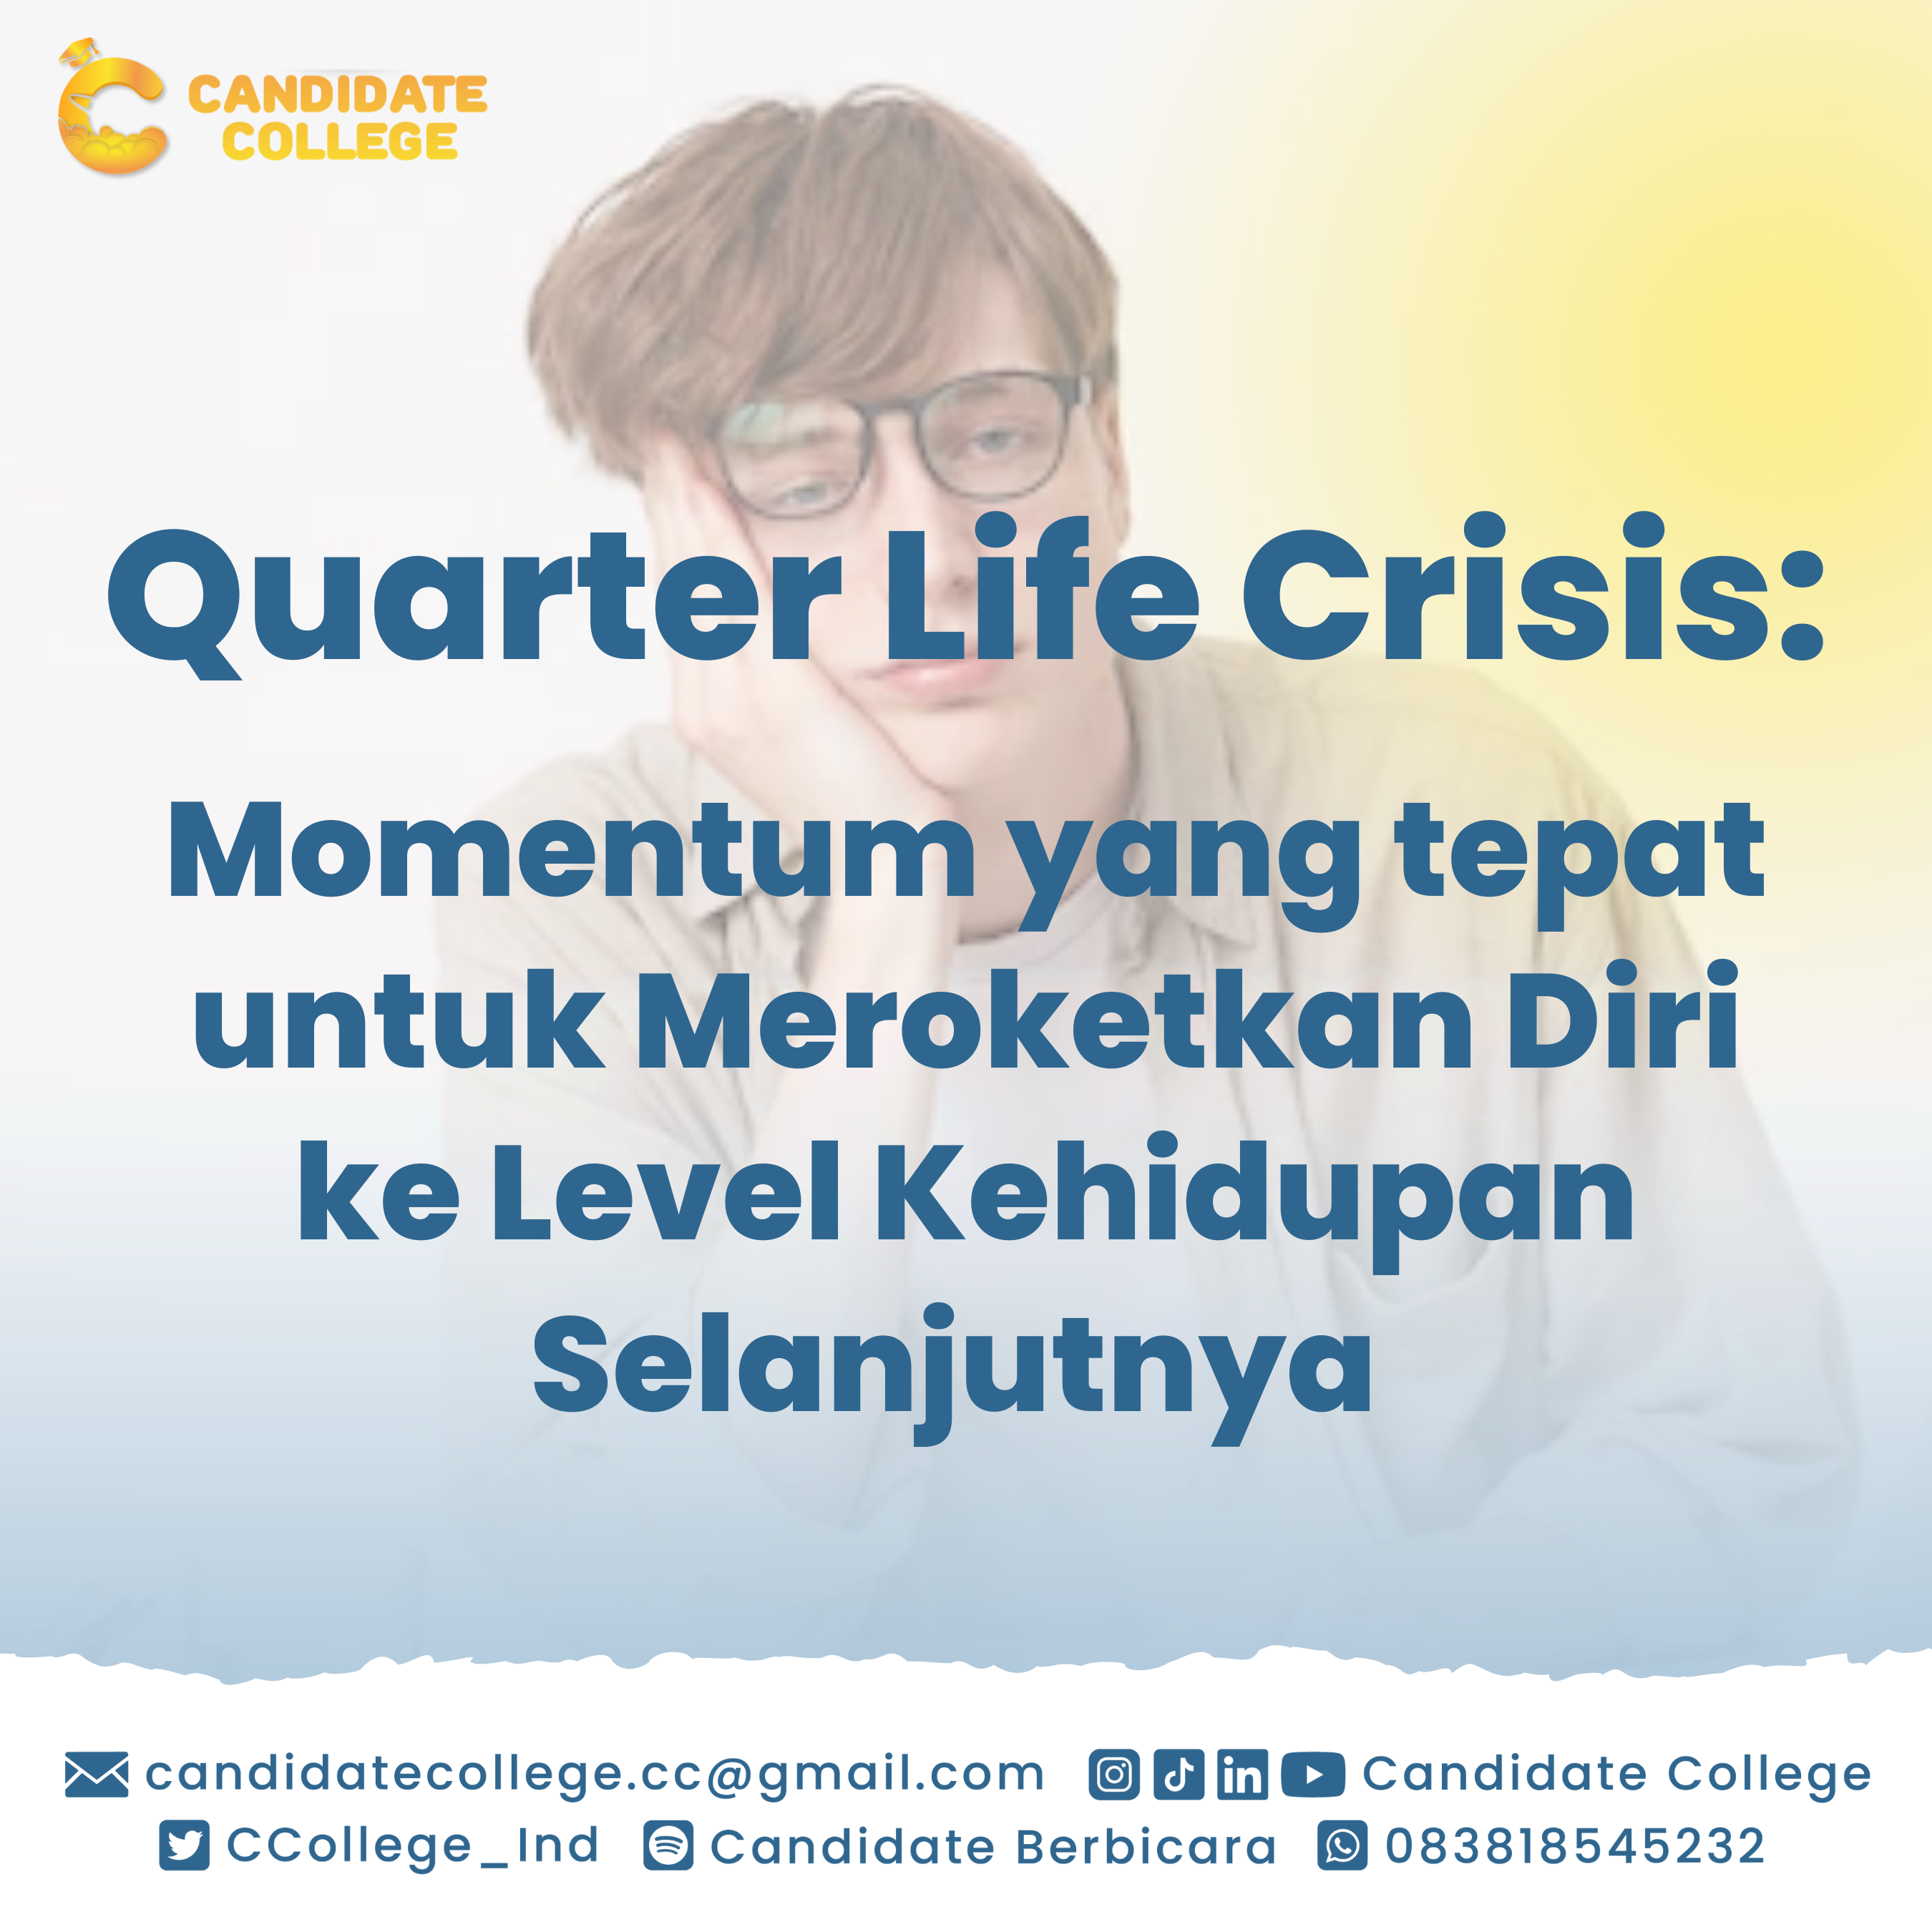 CANDIDATE
COLLEGE
Quarter Life Crisis:
Momentum yang tepat
untuk Meroketkan Diri
ke Level Kehidupan
Selanjutnya
candidatecollege.cc@gmail.com Candidate College
CCollege_Ind Candidate Berbicara 083818545232